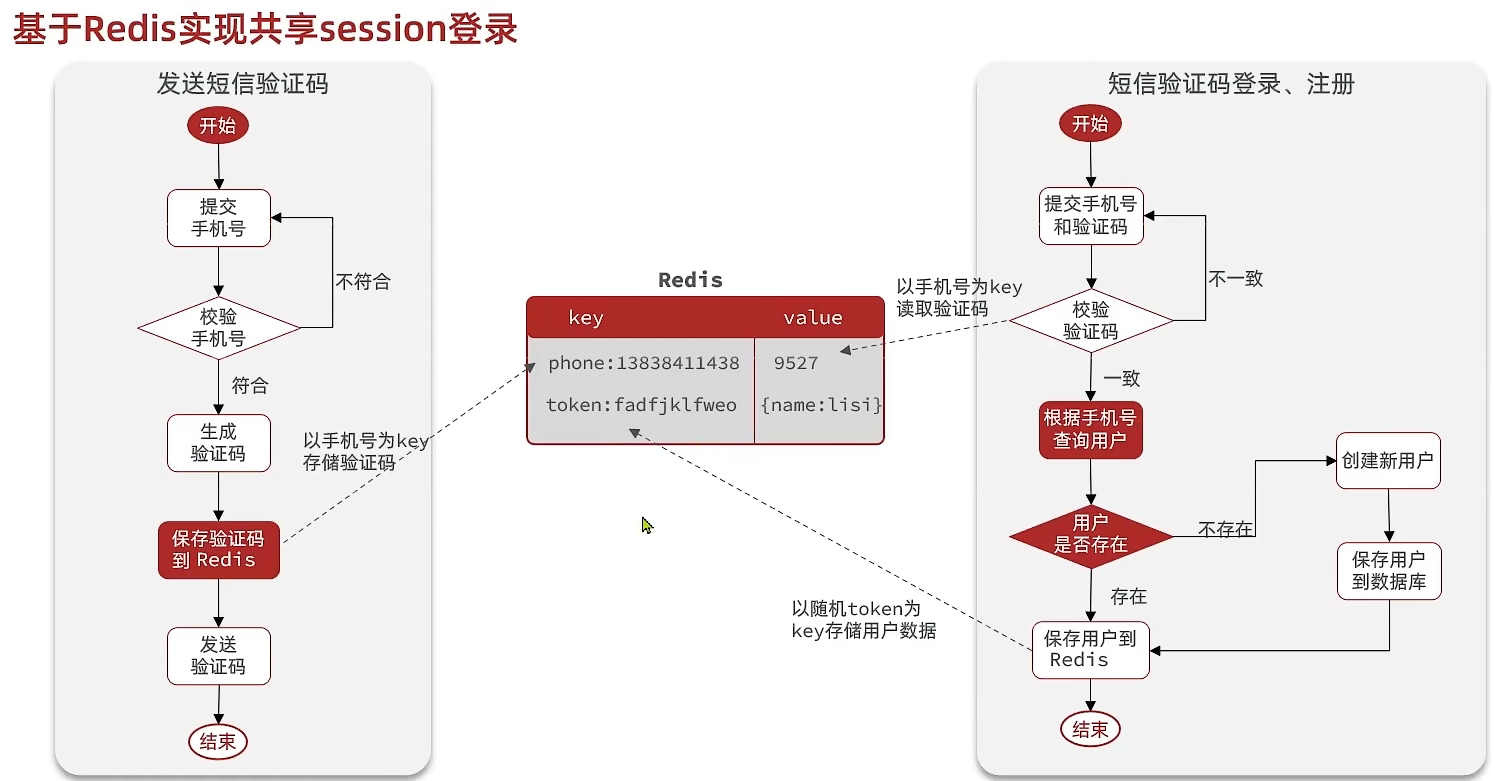 基于Redis实现共享session登录
发送短信验证码
开始
提交
手机号
不符合
校验
手机号
符合
生成
验证码
以手机号为key
存储验证码
保存验证码
到 Redis
发送
验证码
结束
Redis
key value
phone:13838411438 9527
token:fadfjklfweo {name:lisi}
短信验证码登录、注册
开始
提交手机号
和验证码
不一致
以手机号为key
读取验证码
校验
验证码
一致
根据手机号
查询用户
用户
是否存在
不存在
创建新用户
保存用户
到数据库
存在
以随机token为
key存储用户数据
保存用户到
Redis
结束